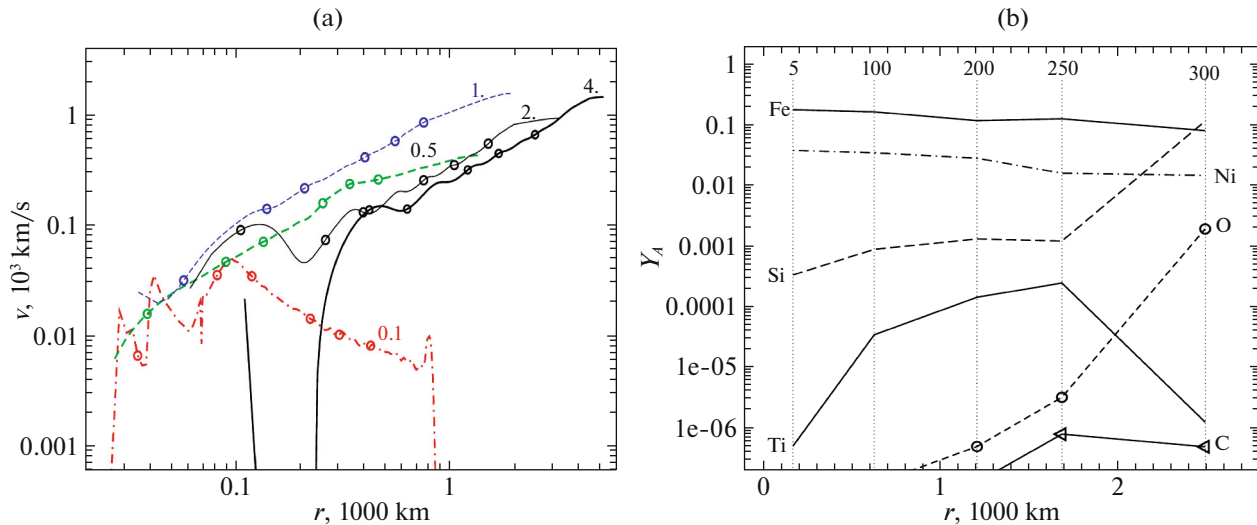 (a)
v, 10³ km/s
1
0.1
0.01
0.001
1.
4.
2.
0.5
0.1
0.1
1
r, 1000 km
(b)
Y_A
1
0.1
0.01
0.001
0.0001
1e-05
1e-06
5
100
200
250
300
Fe
Ni
O
Si
Ti
C
0
1
2
r, 1000 km